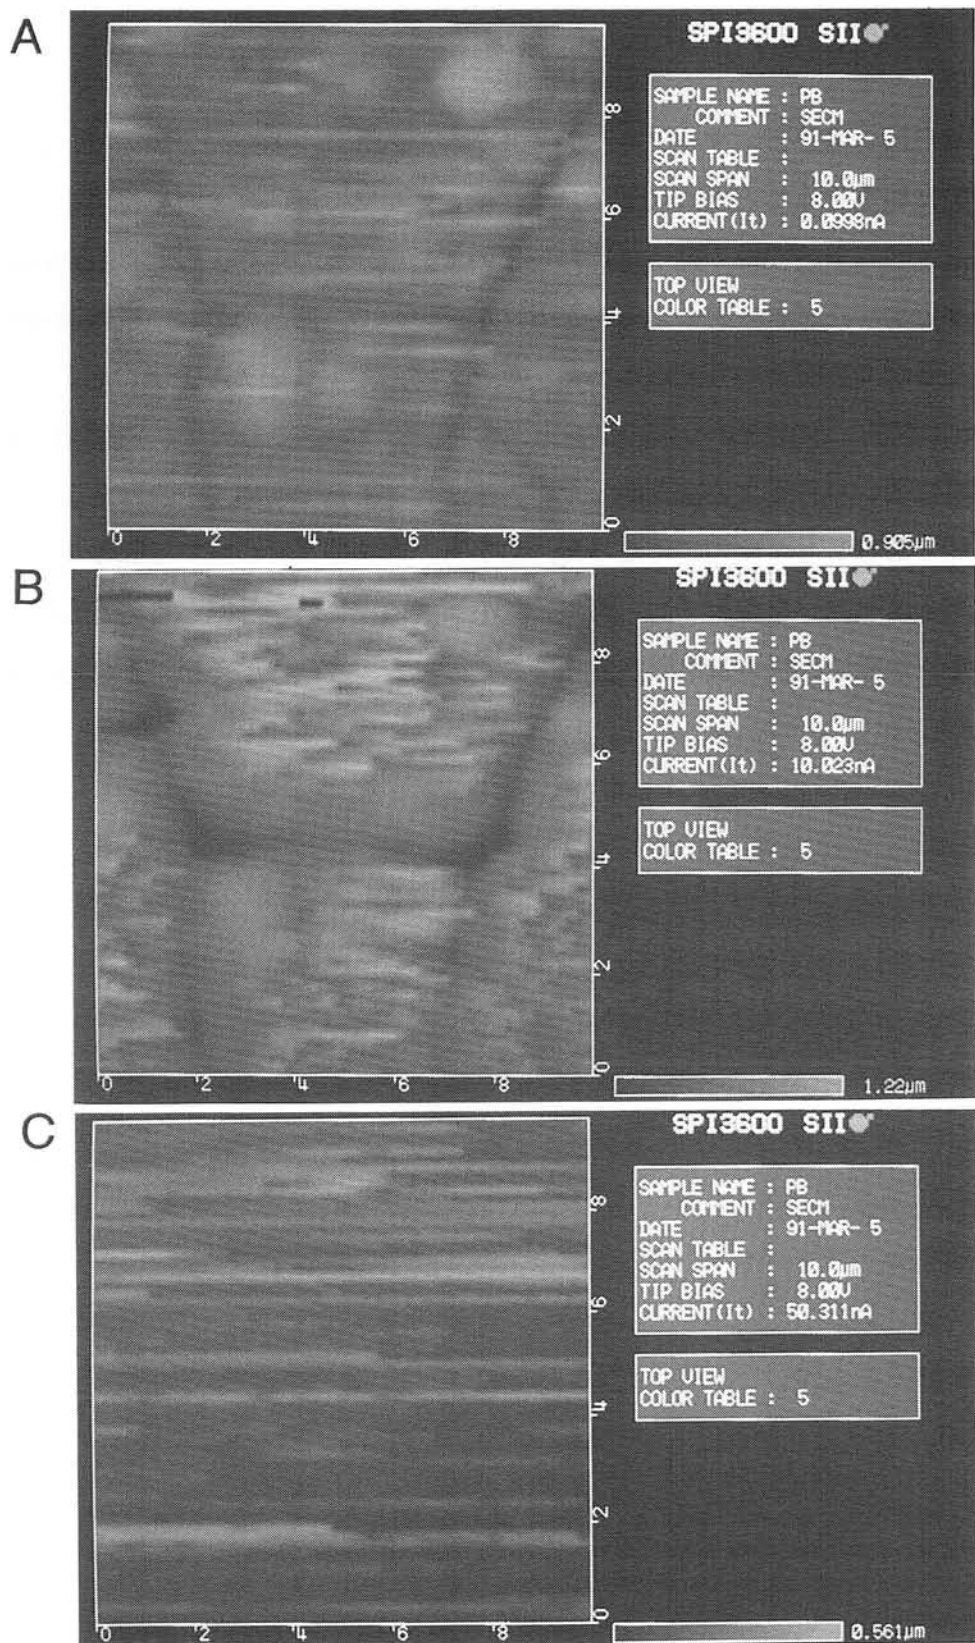 A
SPI3600 SII
SAMPLE NAME : PB
COMMENT : SECM
DATE : 91-MAR- 5
SCAN TABLE :
SCAN SPAN : 10.0µm
TIP BIAS : 8.00V
CURRENT(It) : 0.0998nA
TOP VIEW
COLOR TABLE : 5
8
6
4
2
0
0 2 4 6 8
0.905µm
B
SPI3600 SII
SAMPLE NAME : PB
COMMENT : SECM
DATE : 91-MAR- 5
SCAN TABLE :
SCAN SPAN : 10.0µm
TIP BIAS : 8.00V
CURRENT(It) : 10.023nA
TOP VIEW
COLOR TABLE : 5
8
6
4
2
0
0 2 4 6 8
1.22µm
C
SPI3600 SII
SAMPLE NAME : PB
COMMENT : SECM
DATE : 91-MAR- 5
SCAN TABLE :
SCAN SPAN : 10.0µm
TIP BIAS : 8.00V
CURRENT(It) : 50.311nA
TOP VIEW
COLOR TABLE : 5
8
6
4
2
0
0 2 4 6 8
0.561µm